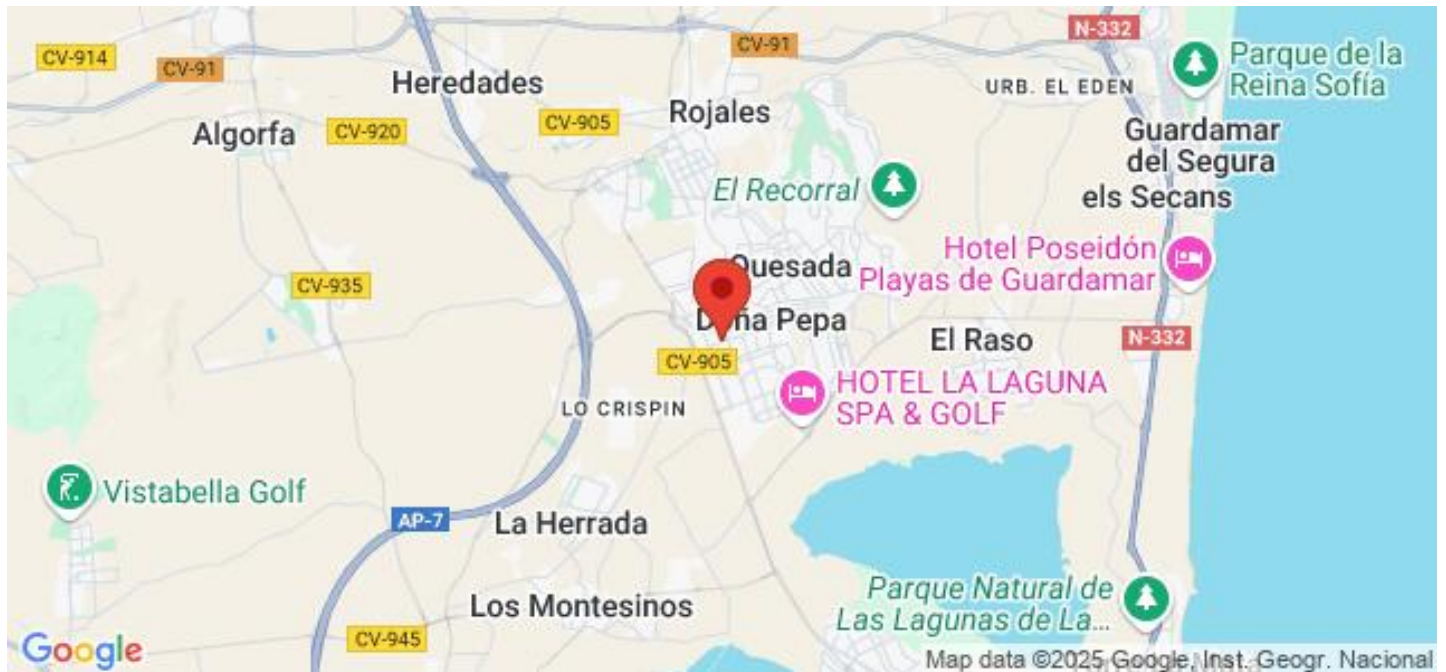 N-332
CV-914
CV-91
CV-91
Parque de la
Reina Sofía
Heredades
URB. EL EDEN
Rojales
CV-905
Algorfa
CV-920
Guardamar
del Segura
El Recorral
els Secans
Hotel Poseidón
Playas de Guardamar
Quesada
CV-935
Doña Pepa
El Raso
N-332
CV-905
HOTEL LA LAGUNA
SPA & GOLF
LO CRISPIN
Vistabella Golf
AP-7
La Herrada
Parque Natural de
Las Lagunas de La...
Los Montesinos
CV-945
Google
Map data ©2025 Google, Inst. Geogr. Nacional